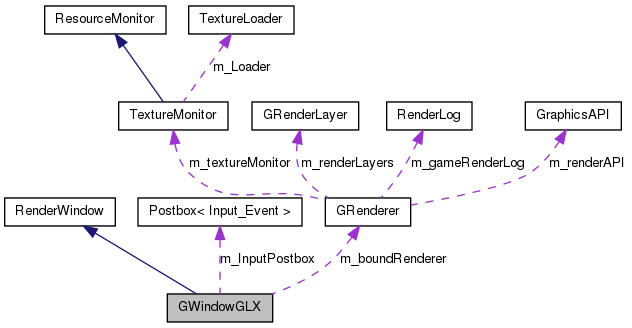 ResourceMonitor
TextureLoader
m_Loader
TextureMonitor
GRenderLayer
RenderLog
GraphicsAPI
m_textureMonitor
m_renderLayers
m_gameRenderLog
m_renderAPI
RenderWindow
Postbox< Input_Event >
GRenderer
m_InputPostbox
m_boundRenderer
GWindowGLX